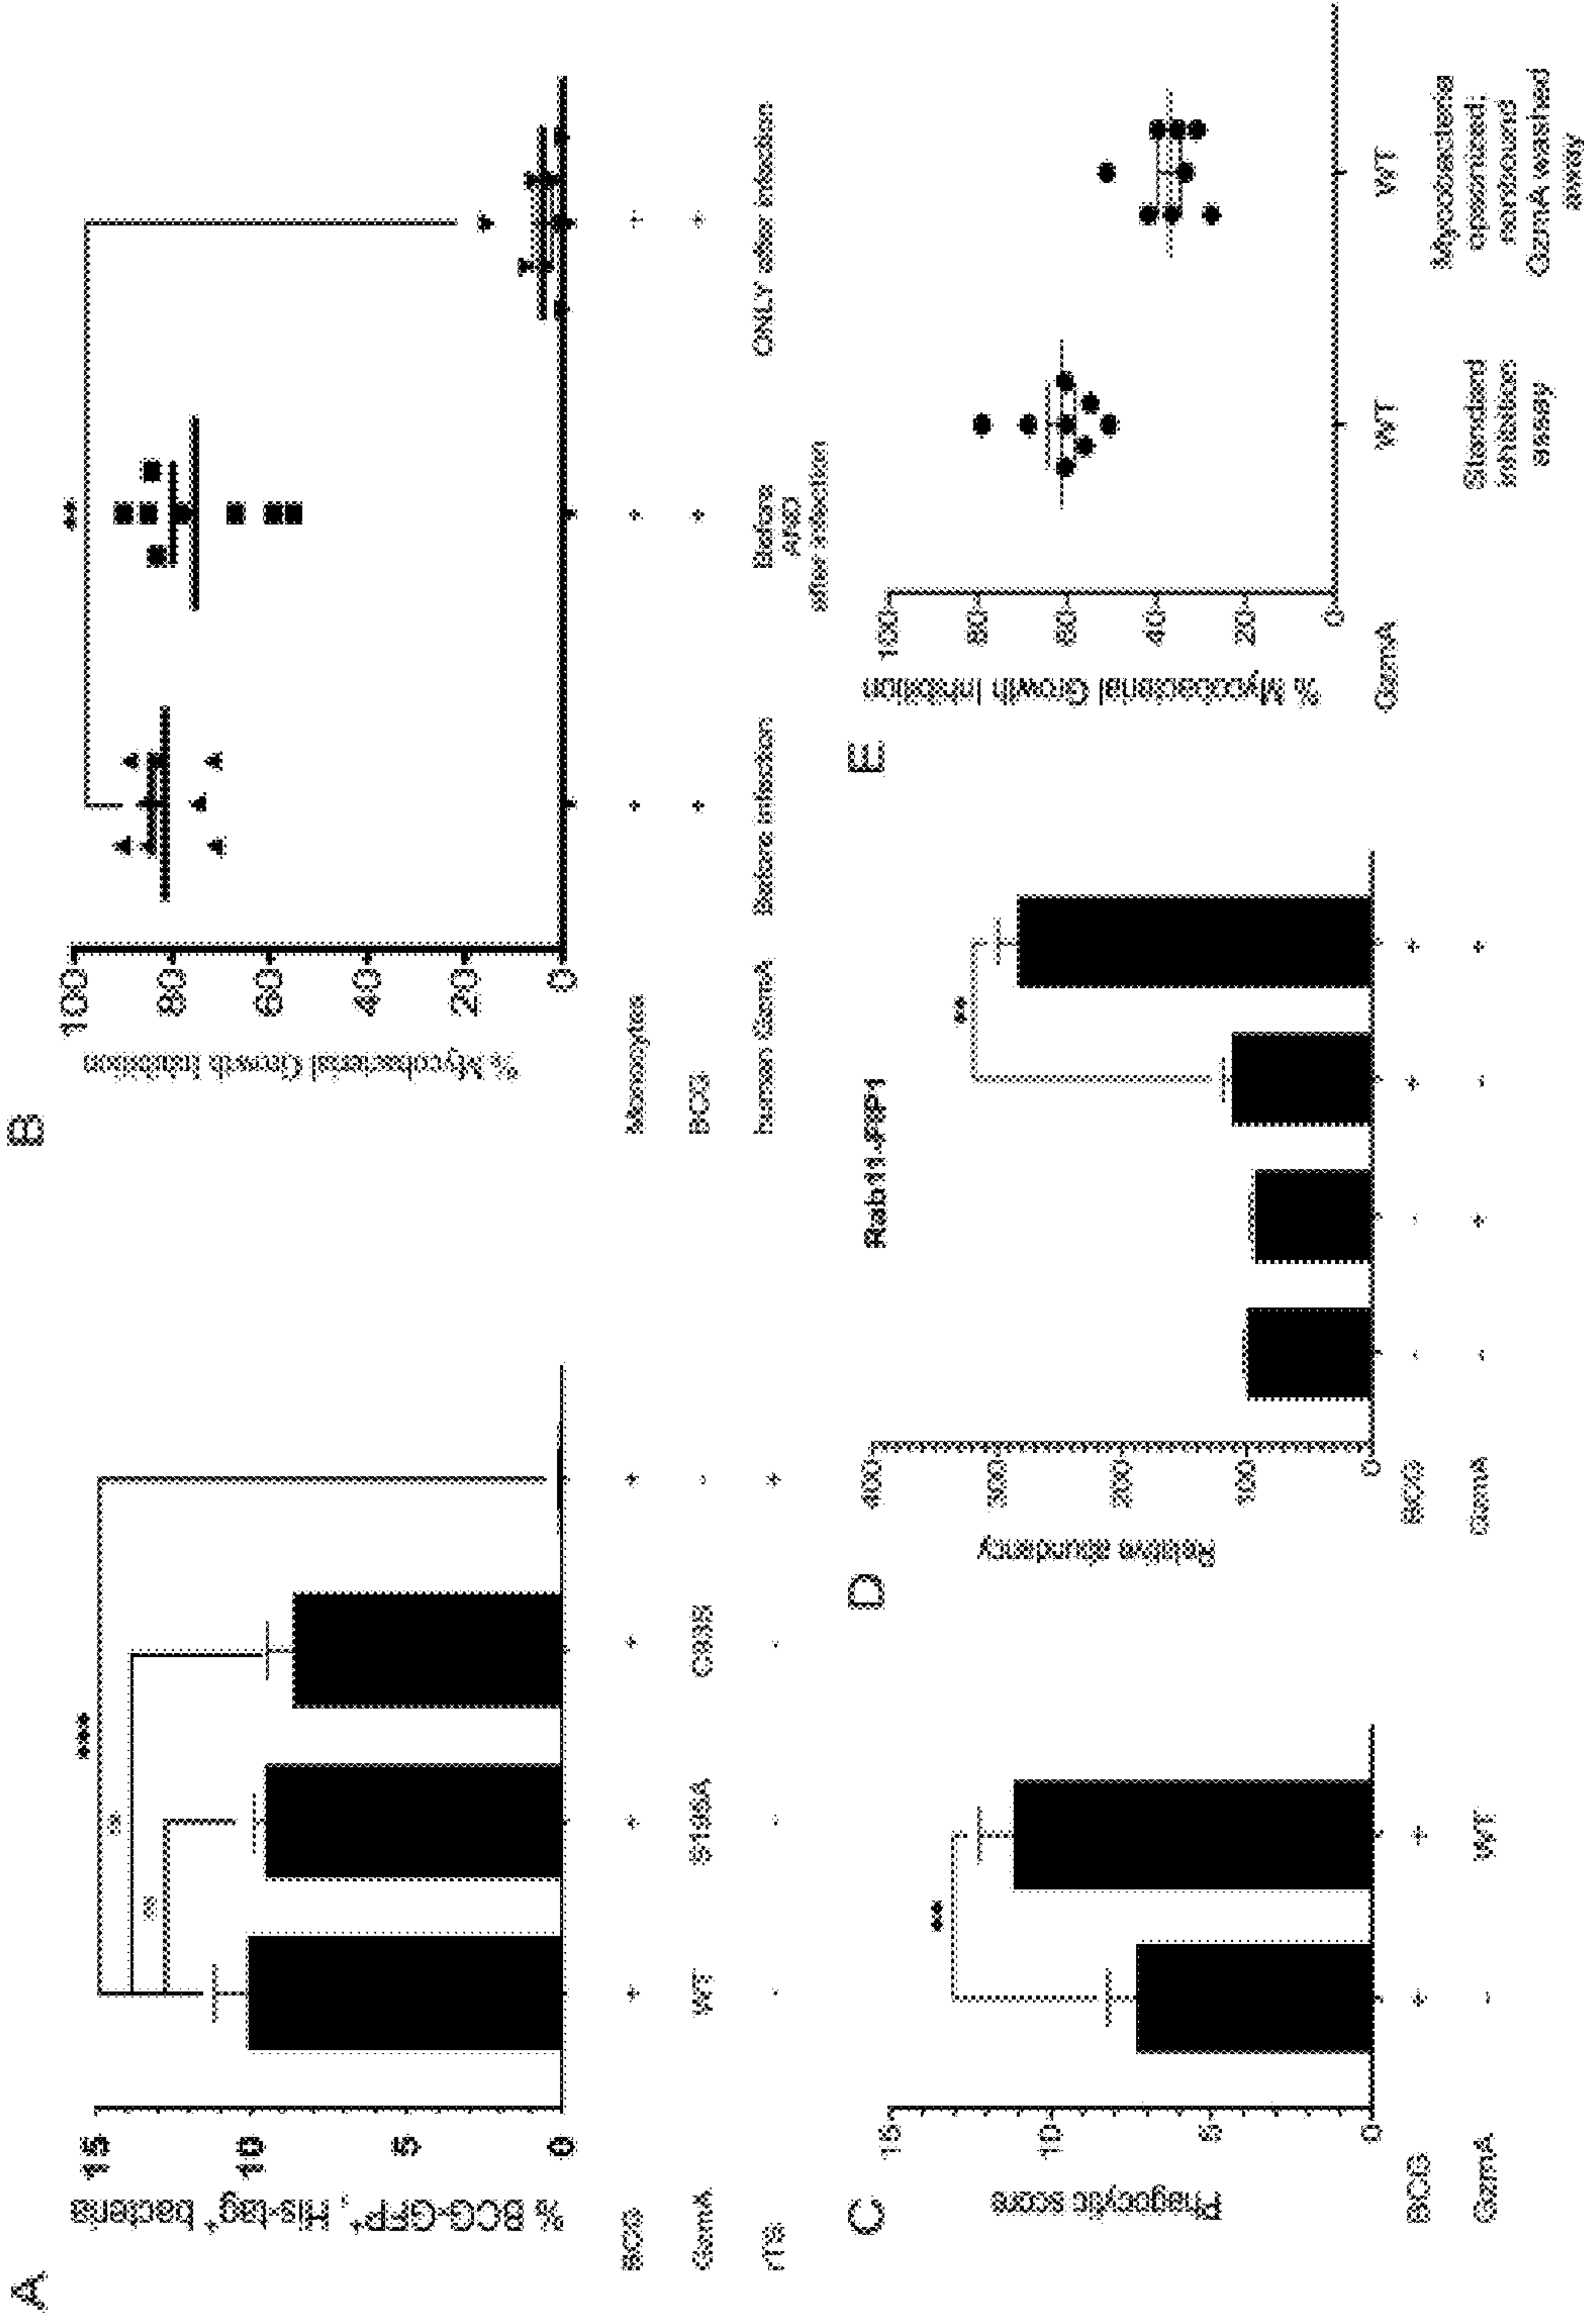 A
% BCG-GFP⁺, His-tag⁺ bacteria
15
10
5
0
***
ns
ns
BCG + + + +
GzmA WT S195A C93S -
rTS - - - +
B
% Mycobacterial Growth Inhibition
100
80
60
40
20
0
**
Monocytes + + +
BCG + + +
human GzmA Before infection Before AND after infection ONLY after infection
C
Phagocytic score
15
10
5
0
**
BCG + +
GzmA - WT
D
Rab11-FIP1
Relative abundancy
400
300
200
100
0
**
BCG - - + +
GzmA - + - +
E
% Mycobacterial Growth Inhibition
100
80
60
40
20
0
GzmA WT WT
Standard inhibition assay
Mycobacteria opsonised; nonbound GzmA washed assay